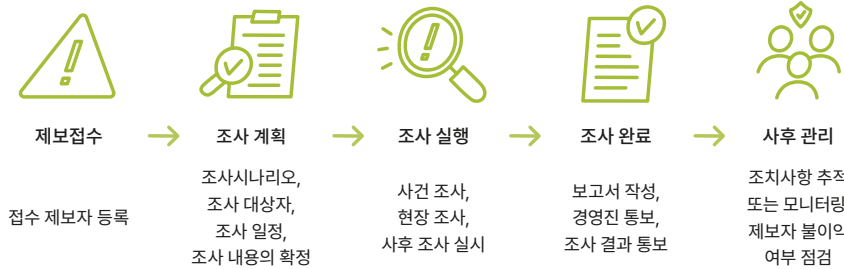 제보접수
조사 계획
조사 실행
조사 완료
사후 관리
접수 제보자 등록
조사시나리오,
조사 대상자,
조사 일정,
조사 내용의 확정
사건 조사,
현장 조사,
사후 조사 실시
보고서 작성,
경영진 통보,
조사 결과 통보
조치사항 추적
또는 모니터링
제보자 불이익
여부 점검